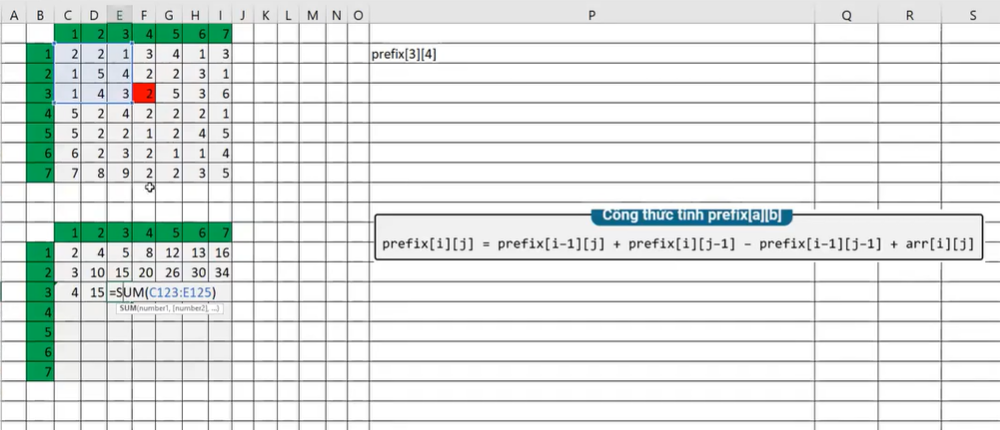 A B C D E F G H I J K L M N O P Q R S
1 2 3 4 5 6 7
1 2 2 1 3 4 1 3 prefix[3][4]
2 1 5 4 2 2 3 1
3 1 4 3 2 5 3 6
4 5 2 4 2 2 2 1
5 5 2 2 1 2 4 5
6 6 2 3 2 1 1 4
7 7 8 9 2 2 3 5
Công thức tính prefix[a][b]
prefix[i][j] = prefix[i-1][j] + prefix[i][j-1] - prefix[i-1][j-1] + arr[i][j]
1 2 3 4 5 6 7
1 2 4 5 8 12 13 16
2 3 10 15 20 26 30 34
3 4 15 =SUM(C123:E125)
SUM(number1, [number2], ...)
4
5
6
7